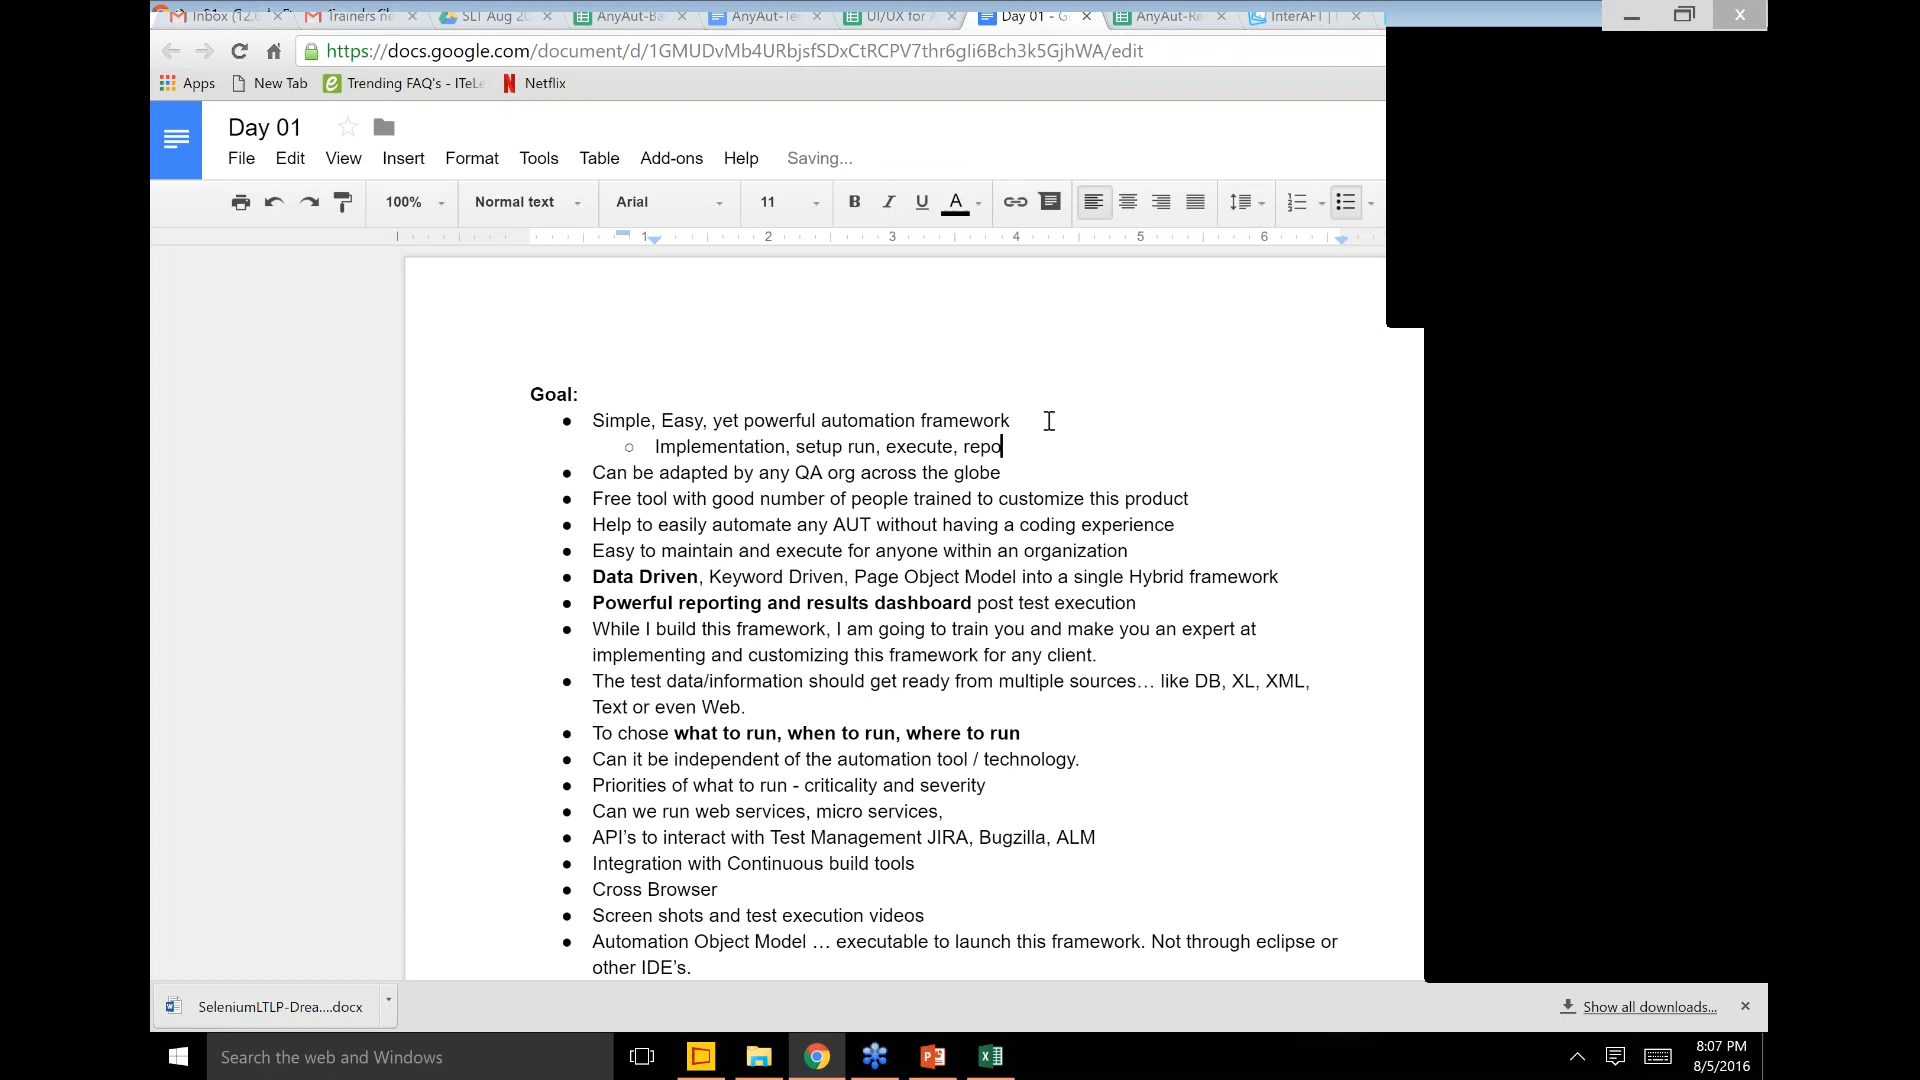 Inbox (12,6
Trainers ne
SLT Aug 20
AnyAut-Ba
AnyAut-Te
UI/UX for A
Day 01 - G
AnyAut-Re
InterAFT |
https://docs.google.com/document/d/1GMUDvMb4URbjsfSDxCtRCPV7thr6gIi6Bch3k5GjhWA/edit
Apps New Tab Trending FAQ's - ITeLe Netflix
Day 01
File Edit View Insert Format Tools Table Add-ons Help Saving...
100% Normal text Arial 11 B I U A
1 2 3 4 5 6
Goal:
● Simple, Easy, yet powerful automation framework
○ Implementation, setup run, execute, repo
● Can be adapted by any QA org across the globe
● Free tool with good number of people trained to customize this product
● Help to easily automate any AUT without having a coding experience
● Easy to maintain and execute for anyone within an organization
● Data Driven, Keyword Driven, Page Object Model into a single Hybrid framework
● Powerful reporting and results dashboard post test execution
● While I build this framework, I am going to train you and make you an expert at
implementing and customizing this framework for any client.
● The test data/information should get ready from multiple sources… like DB, XL, XML,
Text or even Web.
● To chose what to run, when to run, where to run
● Can it be independent of the automation tool / technology.
● Priorities of what to run - criticality and severity
● Can we run web services, micro services,
● API's to interact with Test Management JIRA, Bugzilla, ALM
● Integration with Continuous build tools
● Cross Browser
● Screen shots and test execution videos
● Automation Object Model … executable to launch this framework. Not through eclipse or
other IDE's.
SeleniumLTLP-Drea....docx
Show all downloads...
Search the web and Windows
8:07 PM
8/5/2016